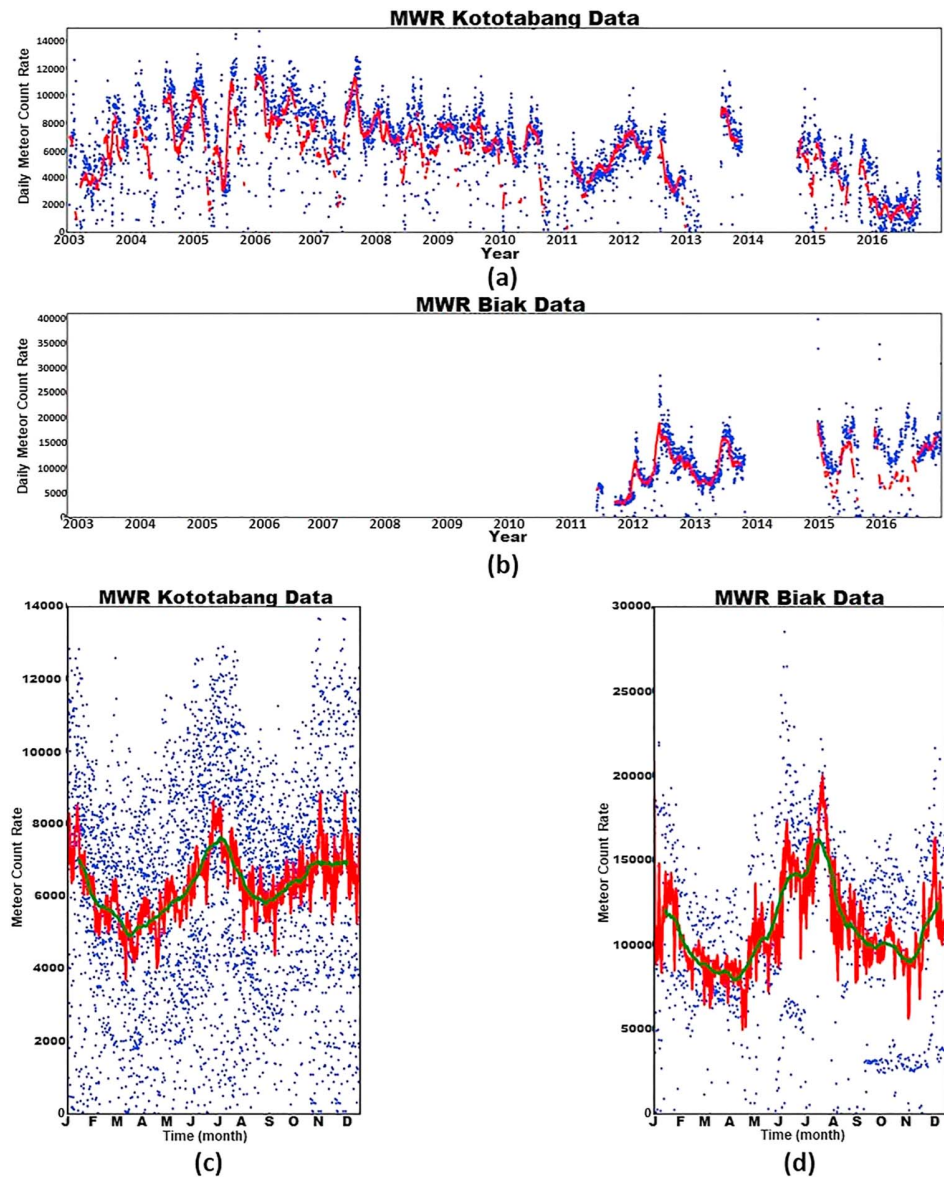 MWR Kototabang Data
Daily Meteor Count Rate
14000
12000
10000
8000
6000
4000
2000
0
2003 2004 2005 2006 2007 2008 2009 2010 2011 2012 2013 2014 2015 2016
Year
(a)
MWR Biak Data
Daily Meteor Count Rate
40000
35000
30000
25000
20000
15000
10000
5000
0
2003 2004 2005 2006 2007 2008 2009 2010 2011 2012 2013 2014 2015 2016
Year
(b)
MWR Kototabang Data
Meteor Count Rate
14000
12000
10000
8000
6000
4000
2000
0
J F M A M J J A S O N D
Time (month)
(c)
MWR Biak Data
Meteor Count Rate
30000
25000
20000
15000
10000
5000
0
J F M A M J J A S O N D
Time (month)
(d)